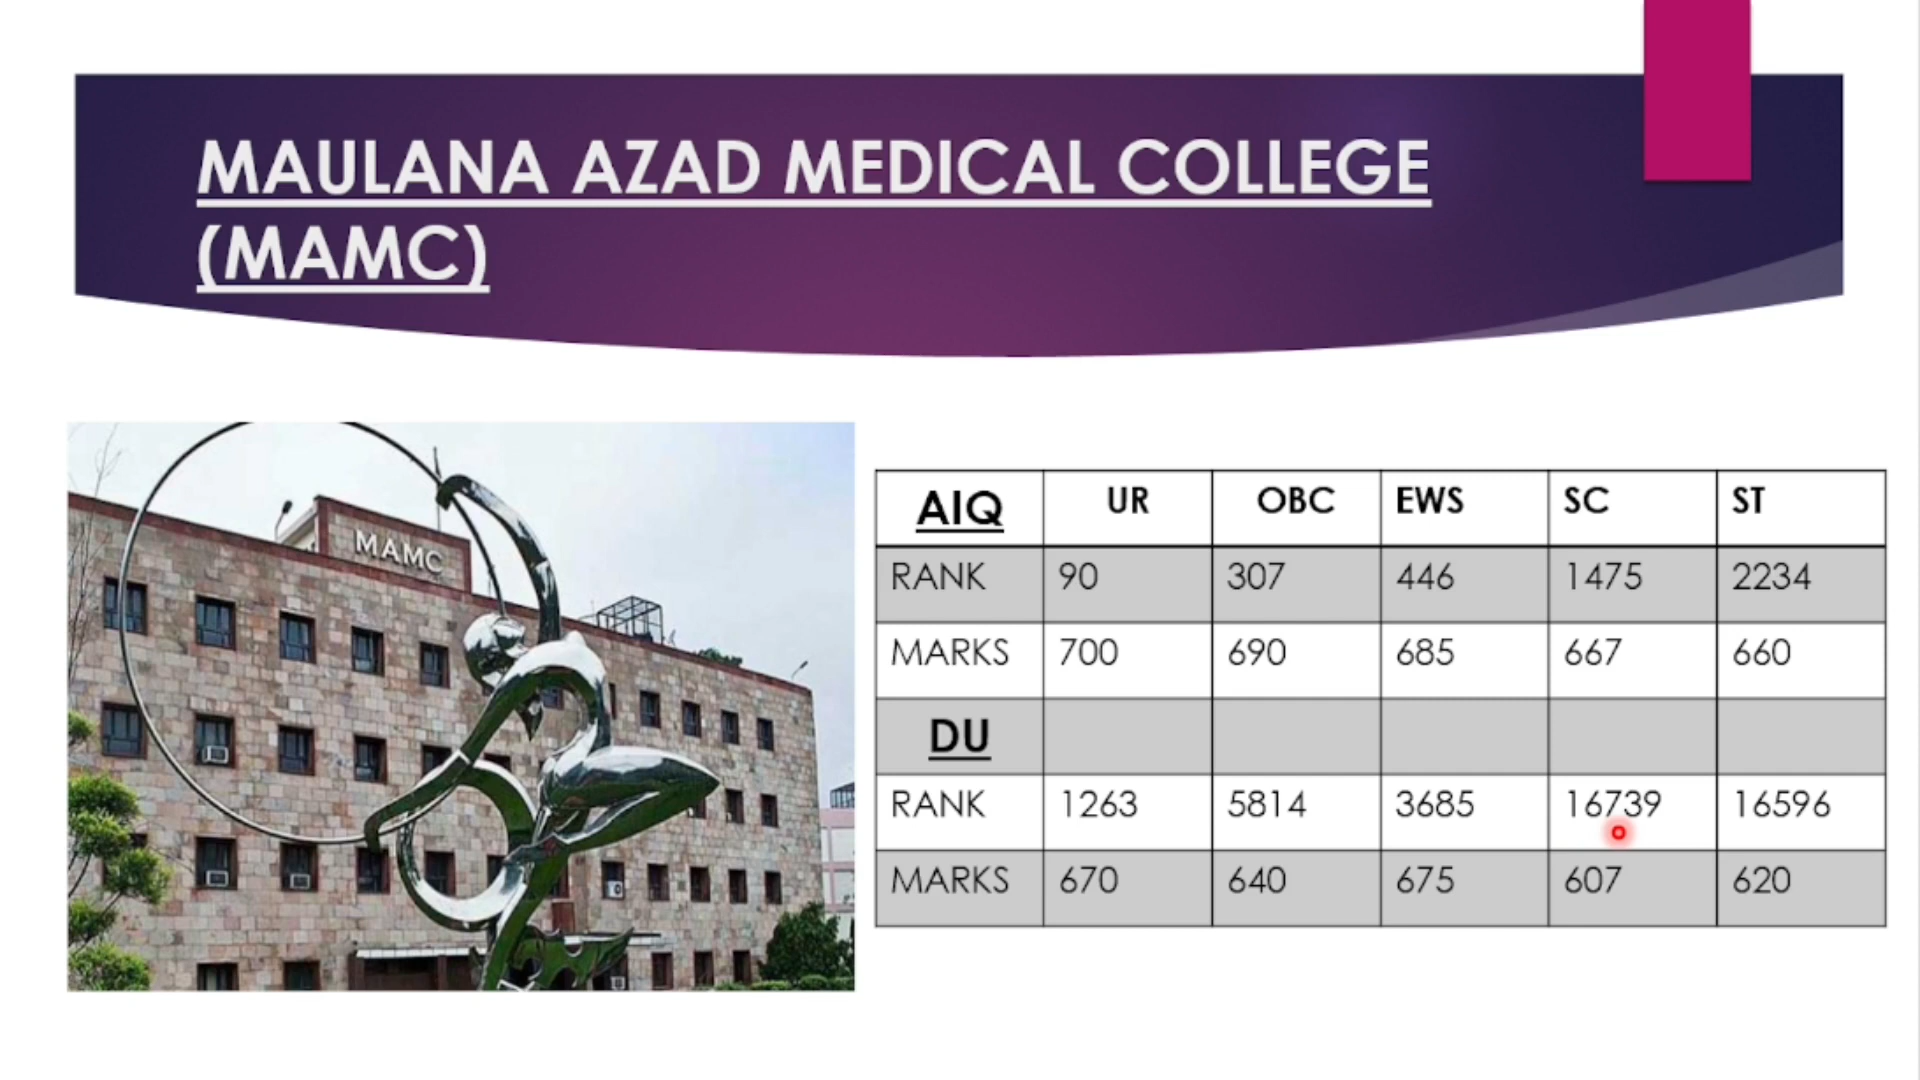 MAULANA AZAD MEDICAL COLLEGE
(MAMC)
MAMC
AIQ UR OBC EWS SC ST
RANK 90 307 446 1475 2234
MARKS 700 690 685 667 660
DU
RANK 1263 5814 3685 16739 16596
MARKS 670 640 675 607 620